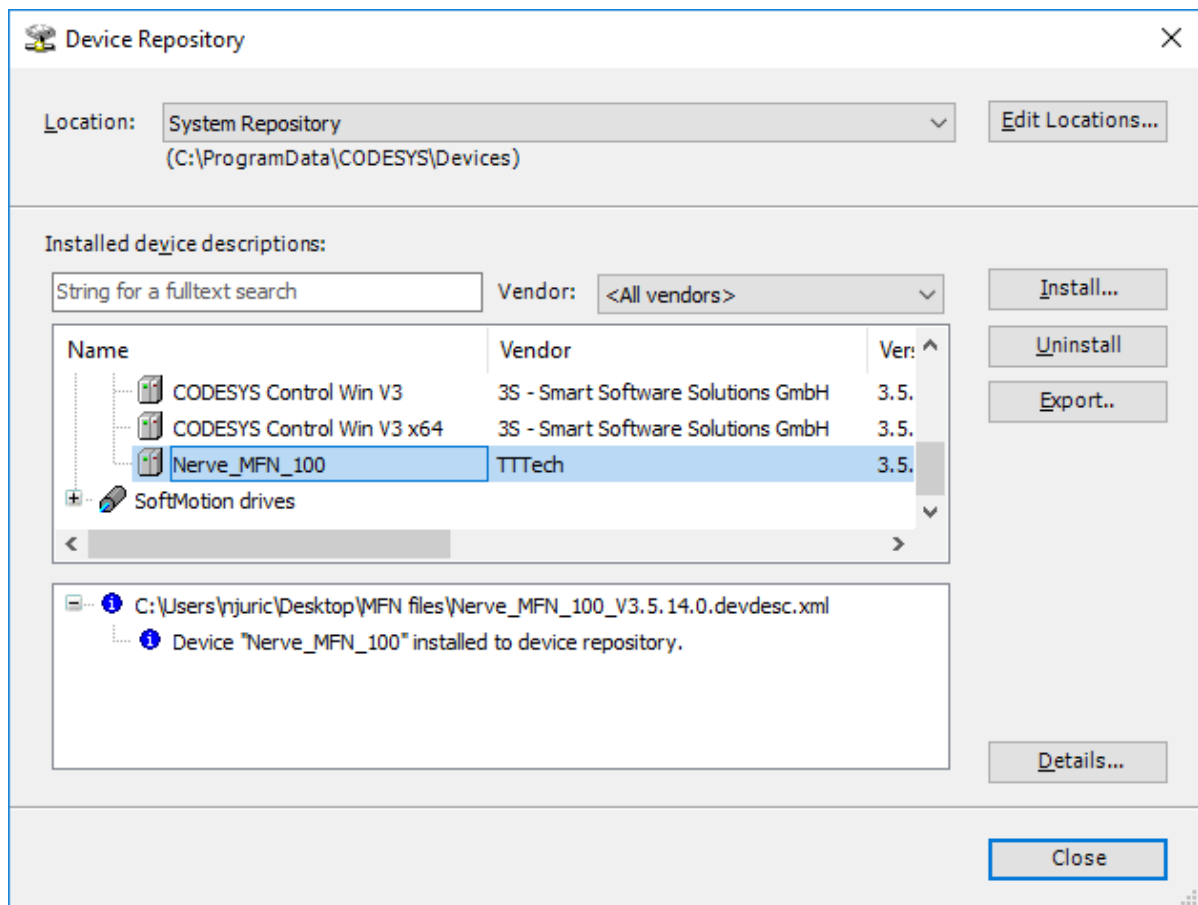 Device Repository
Location: System Repository Edit Locations...
(C:\ProgramData\CODESYS\Devices)
Installed device descriptions:
String for a fulltext search Vendor: <All vendors> Install...
Name Vendor Vers Uninstall
CODESYS Control Win V3 3S - Smart Software Solutions GmbH 3.5. Export..
CODESYS Control Win V3 x64 3S - Smart Software Solutions GmbH 3.5.
Nerve_MFN_100 TTTech 3.5.
SoftMotion drives
C:\Users\njuric\Desktop\MFN files\Nerve_MFN_100_V3.5.14.0.devdesc.xml
Device "Nerve_MFN_100" installed to device repository.
Details...
Close